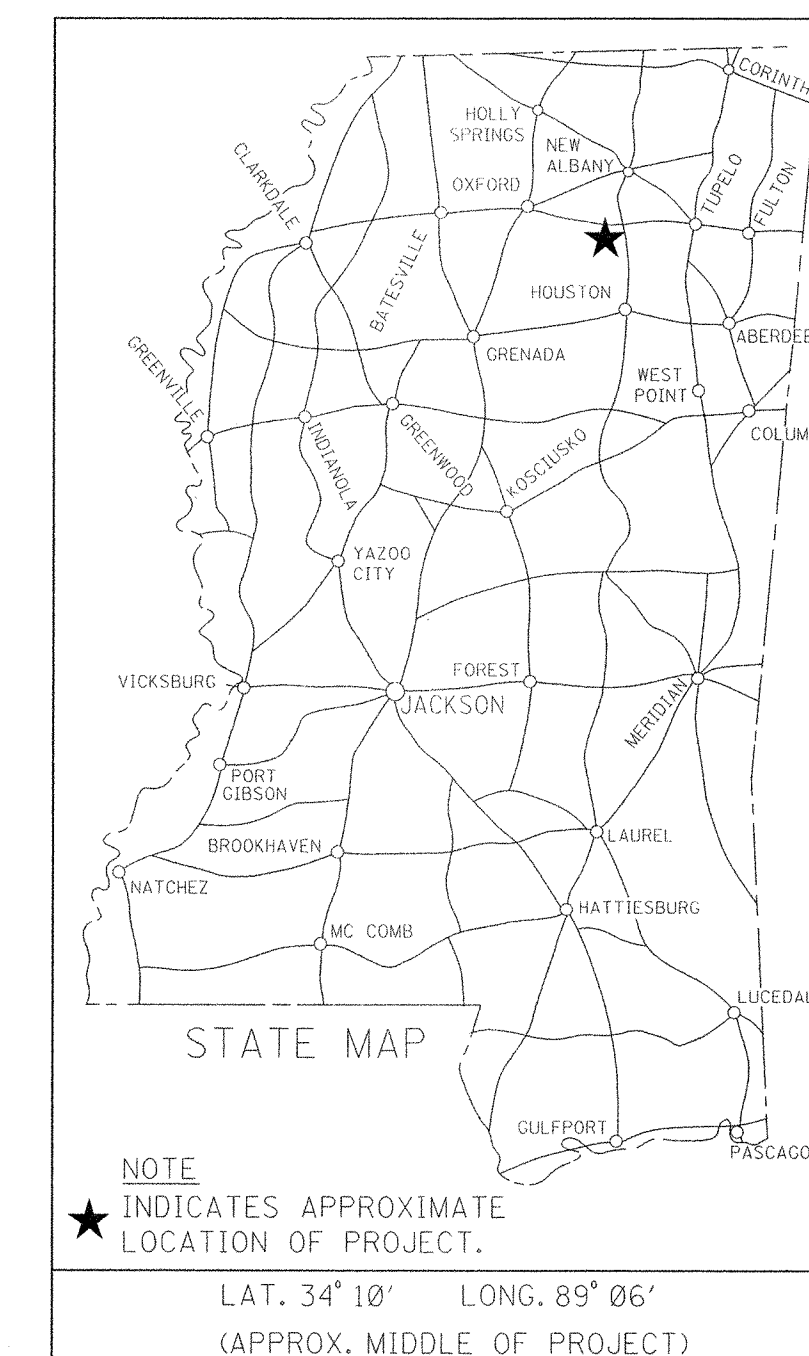 CORINTH
HOLLY
SPRINGS
NEW
ALBANY
CLARKDALE
OXFORD
TUPELO
FULTON
BATESVILLE
HOUSTON
ABERDEE
GREENVILLE
GRENADA
WEST
POINT
COLUM
INDIANOLA
GREENWOOD
KOSCIUSKO
YAZOO
CITY
VICKSBURG
FOREST
JACKSON
MERIDIAN
PORT
GIBSON
BROOKHAVEN
LAUREL
NATCHEZ
HATTIESBURG
MC COMB
LUCEDAL
STATE MAP
GULFPORT
PASCAGO
NOTE
INDICATES APPROXIMATE
LOCATION OF PROJECT.
LAT. 34° 10′ LONG. 89° 06′
(APPROX. MIDDLE OF PROJECT)